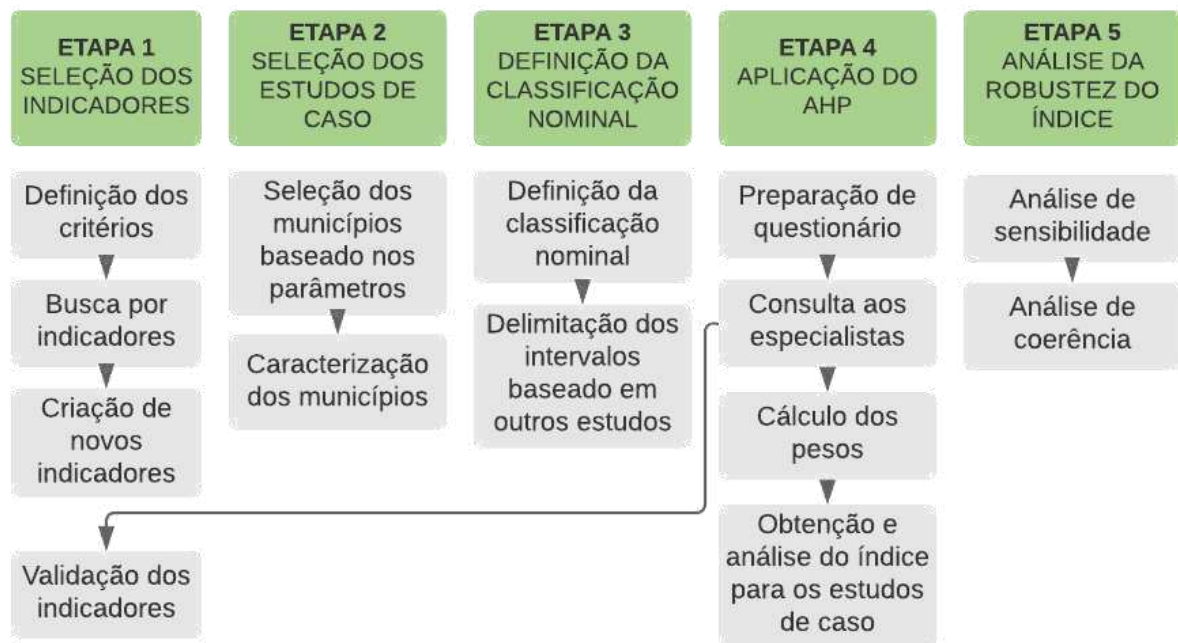 ETAPA 1
SELEÇÃO DOS
INDICADORES
Definição dos
critérios
Busca por
indicadores
Criação de
novos
indicadores
Validação dos
indicadores
ETAPA 2
SELEÇÃO DOS
ESTUDOS DE
CASO
Seleção dos
municípios
baseado nos
parâmetros
Caracterização
dos municípios
ETAPA 3
DEFINIÇÃO DA
CLASSIFICAÇÃO
NOMINAL
Definição da
classificação
nominal
Delimitação dos
intervalos
baseado em
outros estudos
ETAPA 4
APLICAÇÃO DO
AHP
Preparação de
questionário
Consulta aos
especialistas
Cálculo dos
pesos
Obtenção e
análise do índice
para os estudos
de caso
ETAPA 5
ANÁLISE DA
ROBUSTEZ DO
ÍNDICE
Análise de
sensibilidade
Análise de
coerência